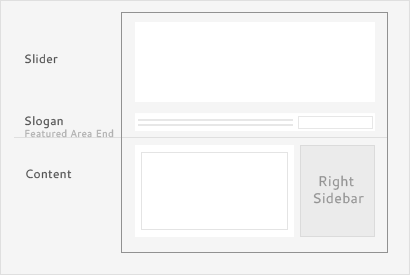 Slider
Slogan
Featured Area End
Content
Right
Sidebar